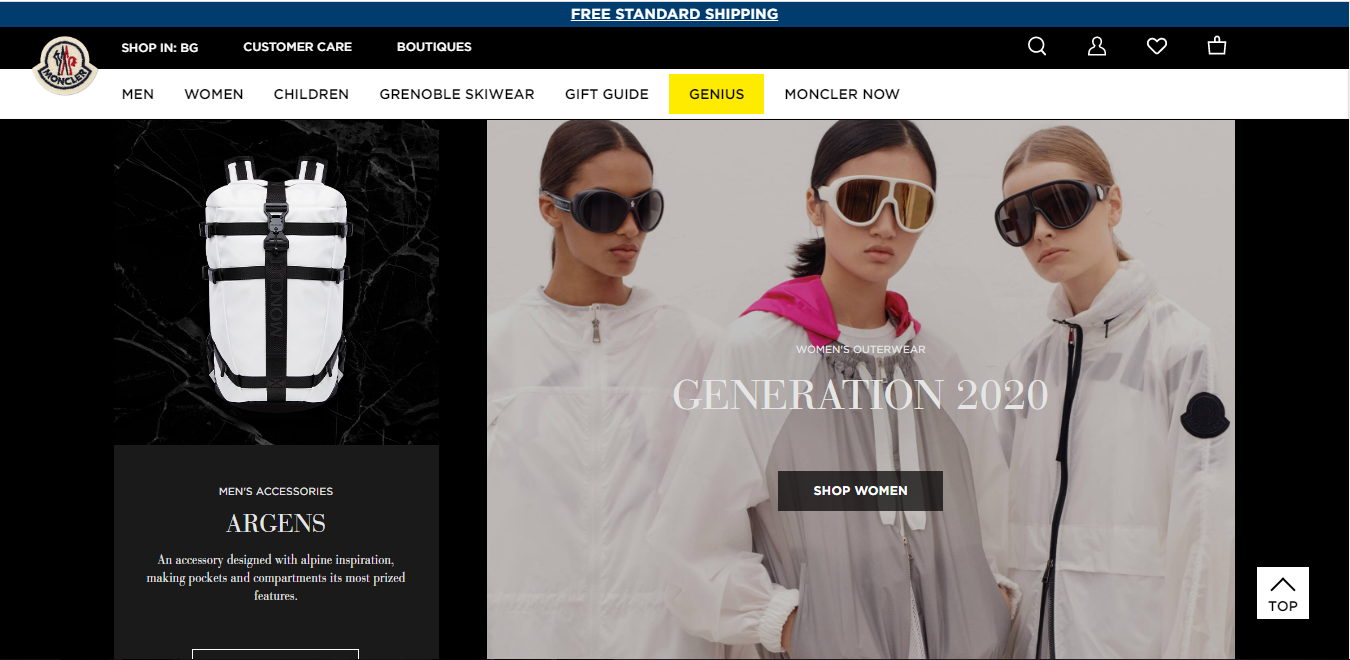 FREE STANDARD SHIPPING
SHOP IN: BG CUSTOMER CARE BOUTIQUES
MONCLER
MEN WOMEN CHILDREN GRENOBLE SKIWEAR GIFT GUIDE GENIUS MONCLER NOW
MEN'S ACCESSORIES
ARGENS
An accessory designed with alpine inspiration,
making pockets and compartments its most prized
features.
WOMEN'S OUTERWEAR
GENERATION 2020
SHOP WOMEN
TOP